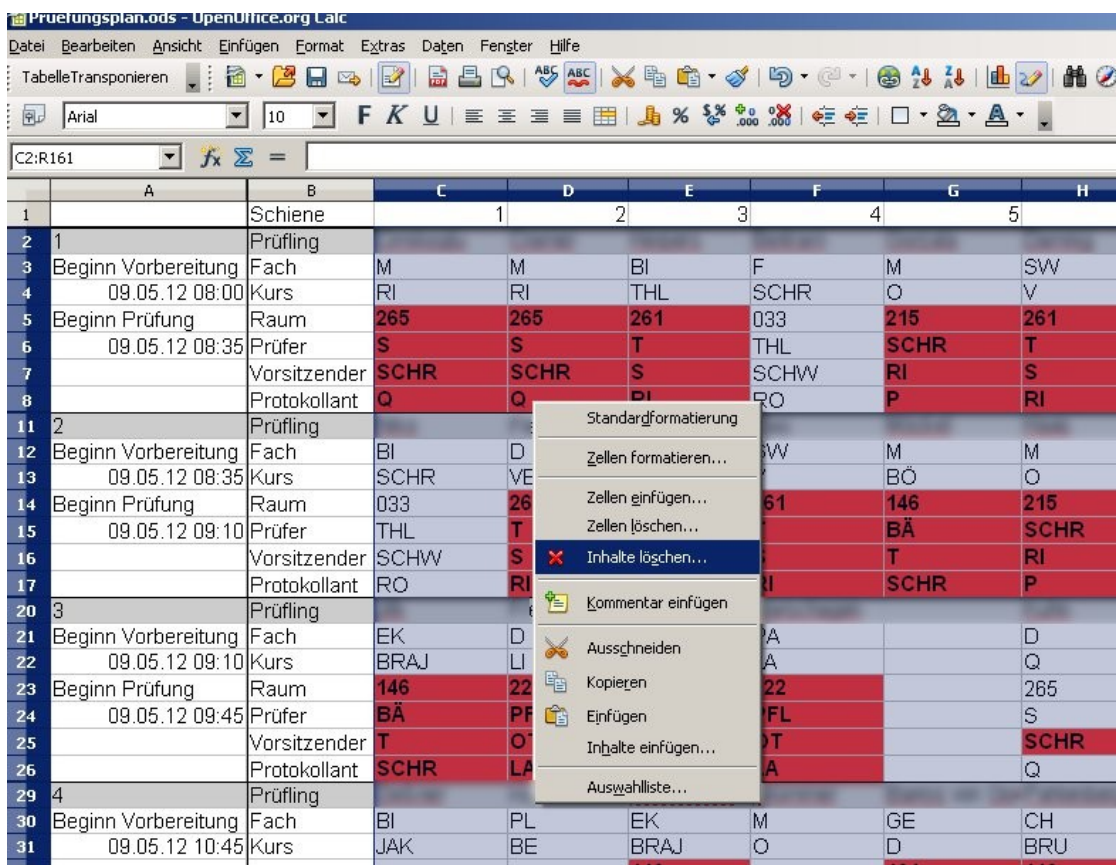 Pruefungsplan.ods - OpenOffice.org Calc
Datei Bearbeiten Ansicht Einfügen Format Extras Daten Fenster Hilfe
TabelleTransponieren
Arial 10 F K U
C2:R161
A B C D E F G H
1 Schiene 1 2 3 4 5
2 1 Prüfling
3 Beginn Vorbereitung Fach M M BI F M SW
4 09.05.12 08:00 Kurs RI RI THL SCHR O V
5 Beginn Prüfung Raum 265 265 261 033 215 261
6 09.05.12 08:35 Prüfer S S T THL SCHR T
7 Vorsitzender SCHR SCHR S SCHW RI S
8 Protokollant Q Q RI RO P RI
11 2 Prüfling
12 Beginn Vorbereitung Fach BI D M M
13 09.05.12 08:35 Kurs SCHR BÖ O
14 Beginn Prüfung Raum 033 146 215
15 09.05.12 09:10 Prüfer THL T BÄ SCHR
16 Vorsitzender SCHW S T RI
17 Protokollant RO RI SCHR P
20 3 Prüfling
21 Beginn Vorbereitung Fach EK D D
22 09.05.12 09:10 Kurs BRAJ LI Q
23 Beginn Prüfung Raum 146 265
24 09.05.12 09:45 Prüfer BÄ S
25 Vorsitzender T SCHR
26 Protokollant SCHR Q
29 4 Prüfling
30 Beginn Vorbereitung Fach BI PL EK M GE CH
31 09.05.12 10:45 Kurs JAK BE BRAJ O D BRU
Standardformatierung
Zellen formatieren...
Zellen einfügen...
Zellen löschen...
Inhalte löschen...
Kommentar einfügen
Ausschneiden
Kopieren
Einfügen
Inhalte einfügen...
Auswahlliste...